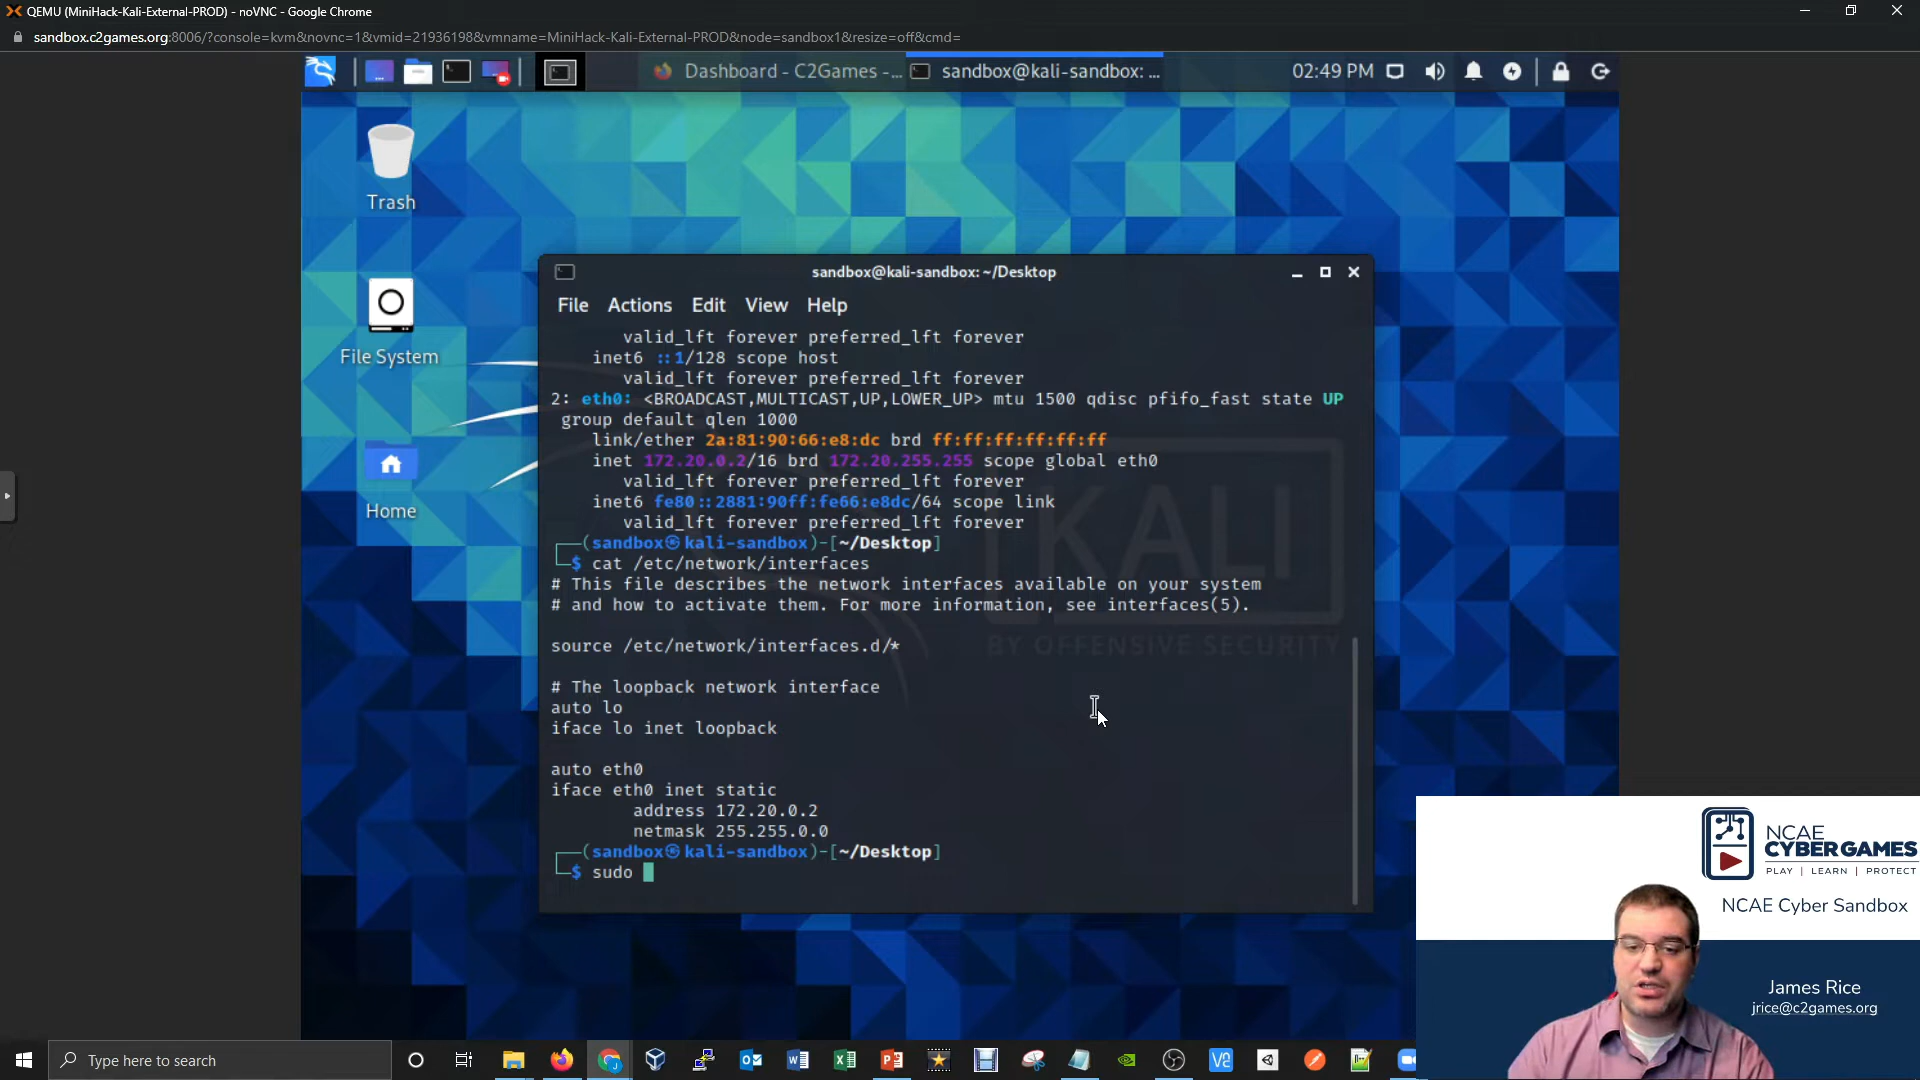 QEMU (MiniHack-Kali-External-PROD) - noVNC - Google Chrome
sandbox.c2games.org:8006/?console=kvm&novnc=1&vmid=21936198&vmname=MiniHack-Kali-External-PROD&node=sandbox1&resize=off&cmd=
Dashboard - C2Games -...
sandbox@kali-sandbox: ...
02:49 PM
Trash
File System
Home
sandbox@kali-sandbox: ~/Desktop
File Actions Edit View Help
valid_lft forever preferred_lft forever
inet6 ::1/128 scope host
valid_lft forever preferred_lft forever
2: eth0: <BROADCAST,MULTICAST,UP,LOWER_UP> mtu 1500 qdisc pfifo_fast state UP
group default qlen 1000
link/ether 2a:81:90:66:e8:dc brd ff:ff:ff:ff:ff:ff
inet 172.20.0.2/16 brd 172.20.255.255 scope global eth0
valid_lft forever preferred_lft forever
inet6 fe80::2881:90ff:fe66:e8dc/64 scope link
valid_lft forever preferred_lft forever
(sandbox㉿kali-sandbox)-[~/Desktop]
$ cat /etc/network/interfaces
# This file describes the network interfaces available on your system
# and how to activate them. For more information, see interfaces(5).
source /etc/network/interfaces.d/*
# The loopback network interface
auto lo
iface lo inet loopback
auto eth0
iface eth0 inet static
address 172.20.0.2
netmask 255.255.0.0
(sandbox㉿kali-sandbox)-[~/Desktop]
$ sudo
KALI
BY OFFENSIVE SECURITY
NCAE
CYBERGAMES
PLAY | LEARN | PROTECT
NCAE Cyber Sandbox
James Rice
jrice@c2games.org
Type here to search